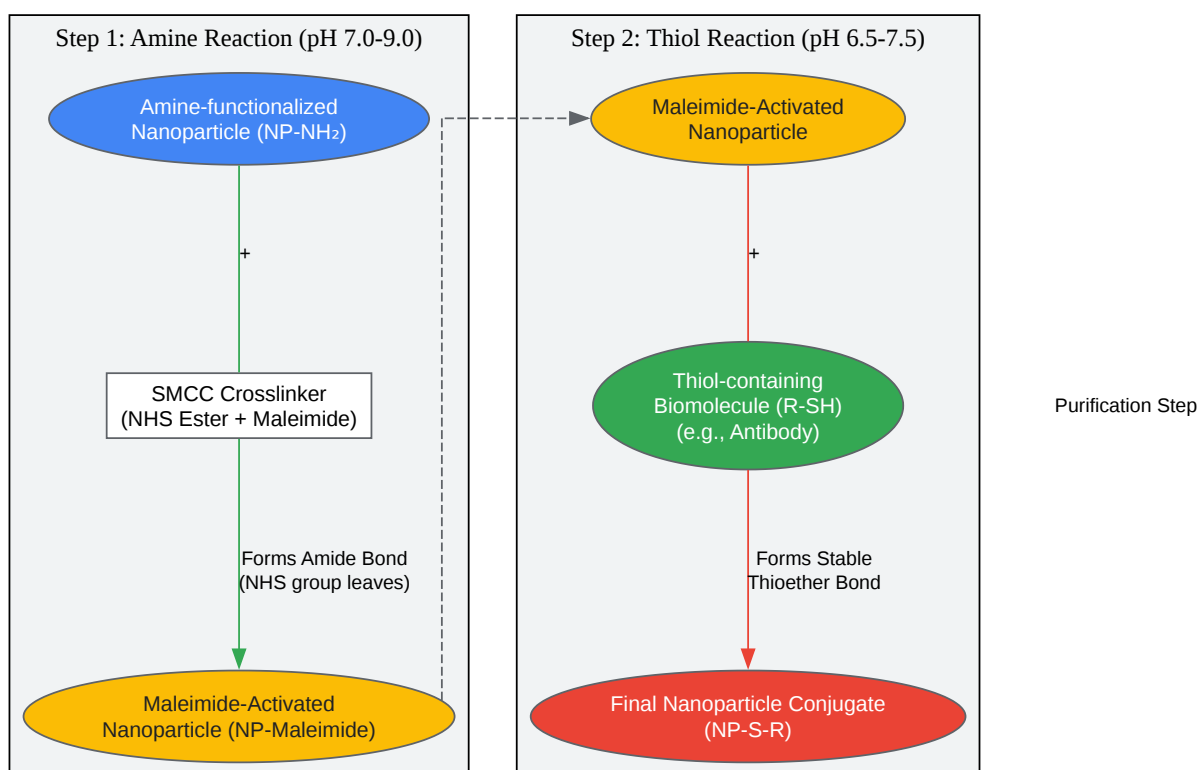 Step 1: Amine Reaction (pH 7.0-9.0)
Amine-functionalized
Nanoparticle (NP-NH₂)
+
SMCC Crosslinker
(NHS Ester + Maleimide)
Forms Amide Bond
(NHS group leaves)
Maleimide-Activated
Nanoparticle (NP-Maleimide)
Step 2: Thiol Reaction (pH 6.5-7.5)
Maleimide-Activated
Nanoparticle
+
Thiol-containing
Biomolecule (R-SH)
(e.g., Antibody)
Forms Stable
Thioether Bond
Final Nanoparticle Conjugate
(NP-S-R)
Purification Step